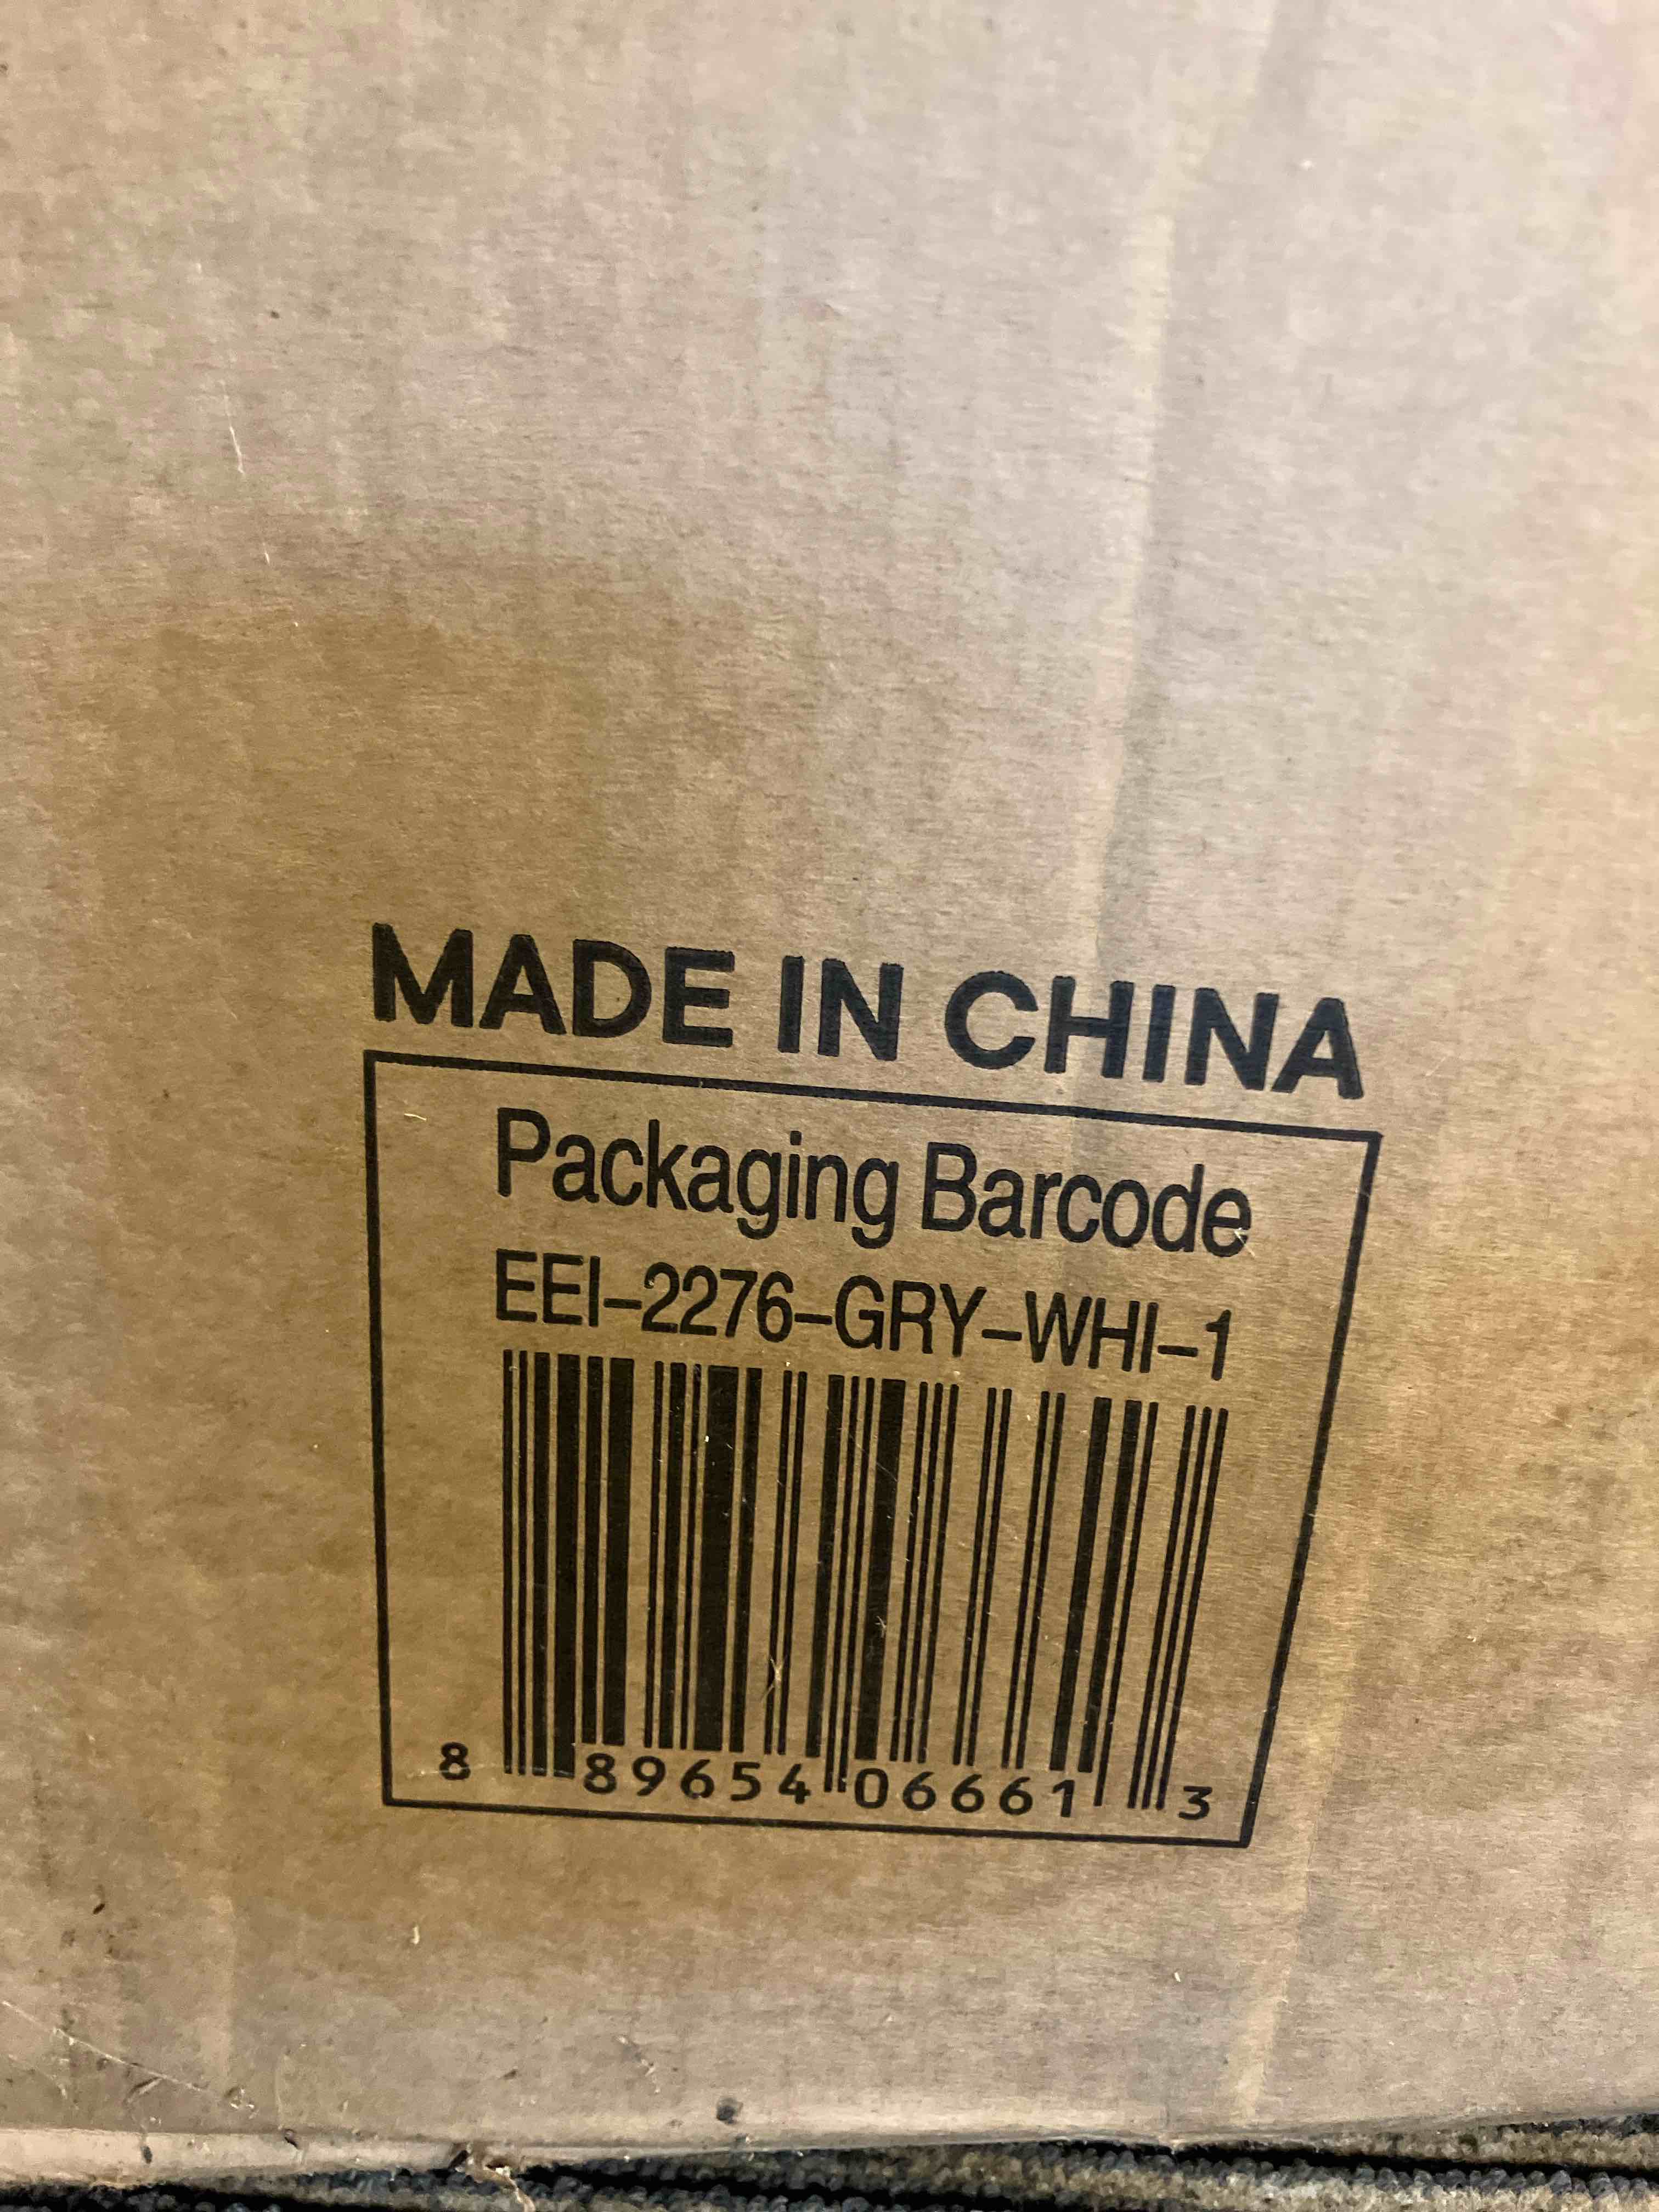 MADE IN CHINA
Packaging Barcode
EEI-2276-GRY-WHI-1
8 89654 06661 3